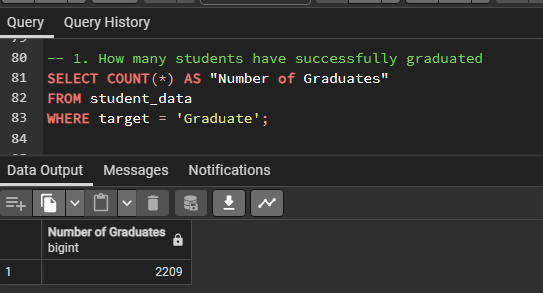 Query Query History
80 -- 1. How many students have successfully graduated
81 SELECT COUNT(*) AS "Number of Graduates"
82 FROM student_data
83 WHERE target = 'Graduate';
84
Data Output Messages Notifications
Number of Graduates
bigint
1 2209